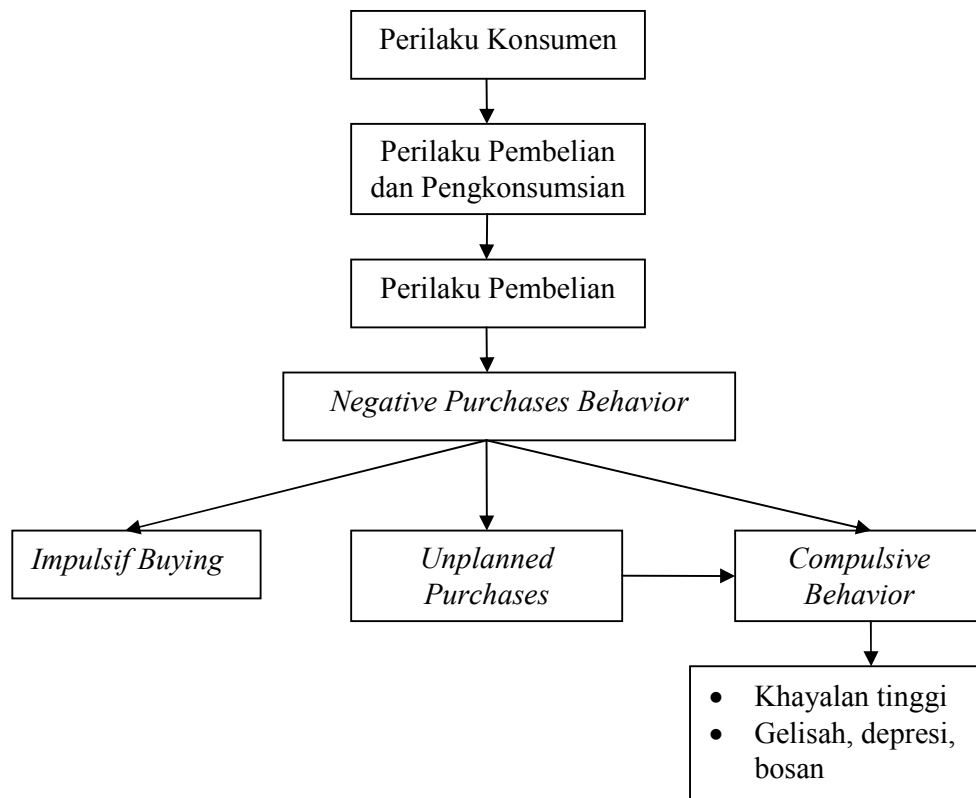 Perilaku Konsumen
Perilaku Pembelian
dan Pengkonsumsian
Perilaku Pembelian
Negative Purchases Behavior
Impulsif Buying
Unplanned
Purchases
Compulsive
Behavior
• Khayalan tinggi
• Gelisah, depresi,
bosan